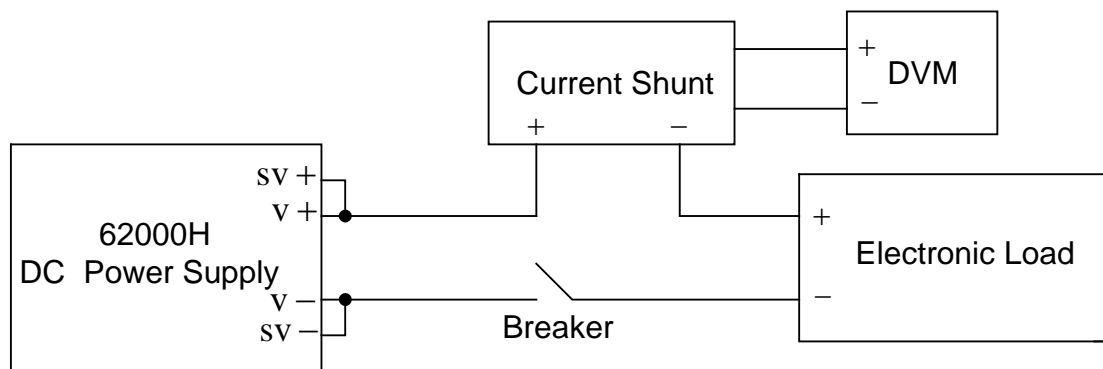 Current Shunt
+ −
+
DVM
−
62000H
DC Power Supply
sv +
v +
v −
sv −
Breaker
+
Electronic Load
−